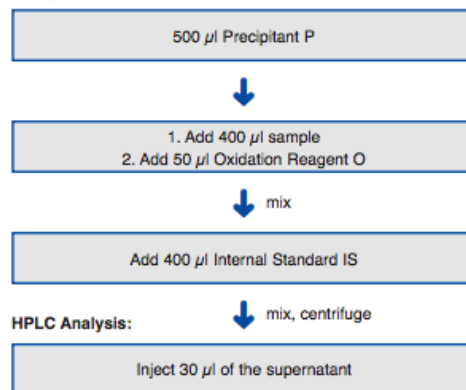 500 µl Precipitant P
1. Add 400 µl sample
2. Add 50 µl Oxidation Reagent O
mix
Add 400 µl Internal Standard IS
mix, centrifuge
HPLC Analysis:
Inject 30 µl of the supernatant